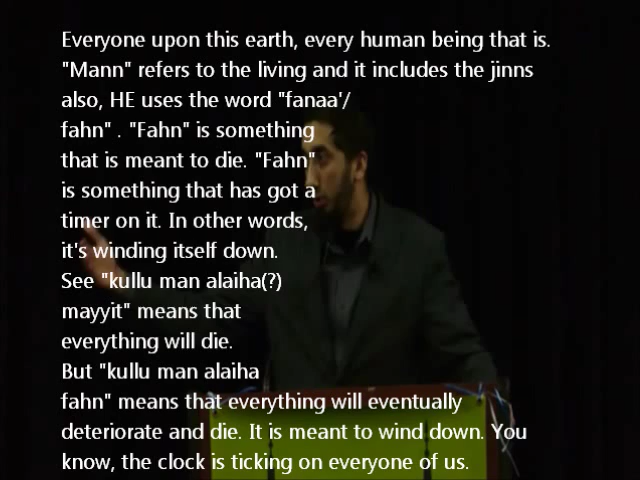 Everyone upon this earth, every human being that is.
"Mann" refers to the living and it includes the jinns
also, HE uses the word "fanaa'/
fahn" . "Fahn" is something
that is meant to die. "Fahn"
is something that has got a
timer on it. In other words,
it's winding itself down.
See "kullu man alaiha(?)
mayyit" means that
everything will die.
But "kullu man alaiha
fahn" means that everything will eventually
deteriorate and die. It is meant to wind down. You
know, the clock is ticking on everyone of us.